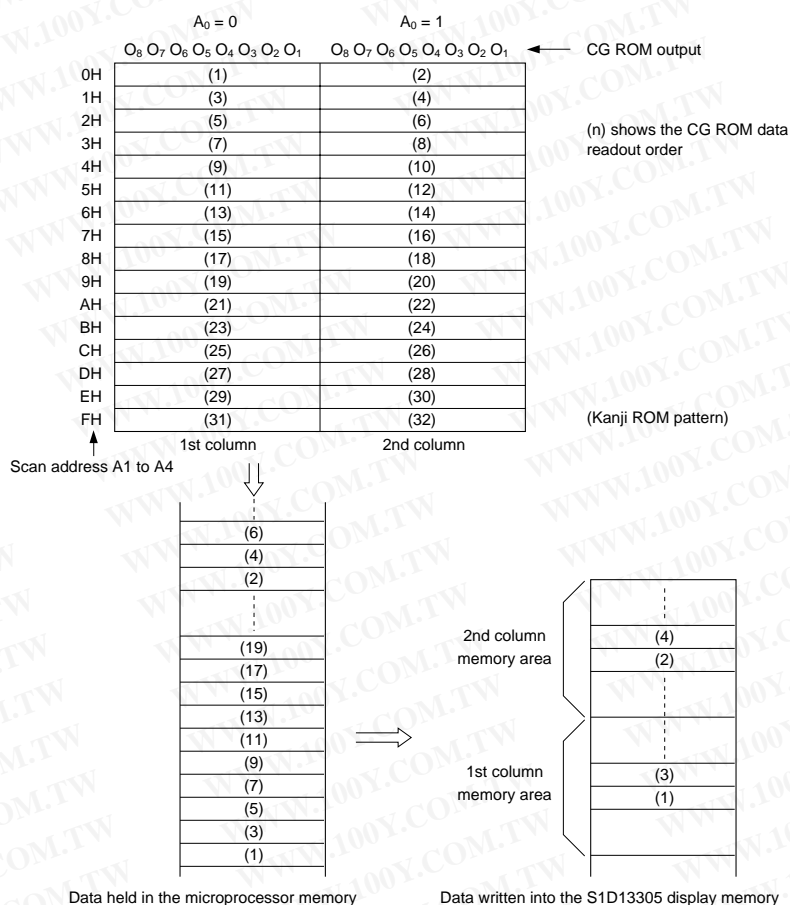 A₀ = 0 A₀ = 1
O₈ O₇ O₆ O₅ O₄ O₃ O₂ O₁ O₈ O₇ O₆ O₅ O₄ O₃ O₂ O₁ CG ROM output
0H (1) (2)
1H (3) (4)
2H (5) (6)
(n) shows the CG ROM data
3H (7) (8)
readout order
4H (9) (10)
5H (11) (12)
6H (13) (14)
7H (15) (16)
8H (17) (18)
9H (19) (20)
AH (21) (22)
BH (23) (24)
CH (25) (26)
DH (27) (28)
EH (29) (30)
FH (31) (32) (Kanji ROM pattern)
1st column 2nd column
Scan address A1 to A4
(6)
(4)
(2)
(19)
(17)
(15)
(13)
(11)
(9)
(7)
(5)
(3)
(1)
2nd column
memory area
(4)
(2)
1st column
memory area
(3)
(1)
Data held in the microprocessor memory Data written into the S1D13305 display memory
WWW.100Y.COM.TW